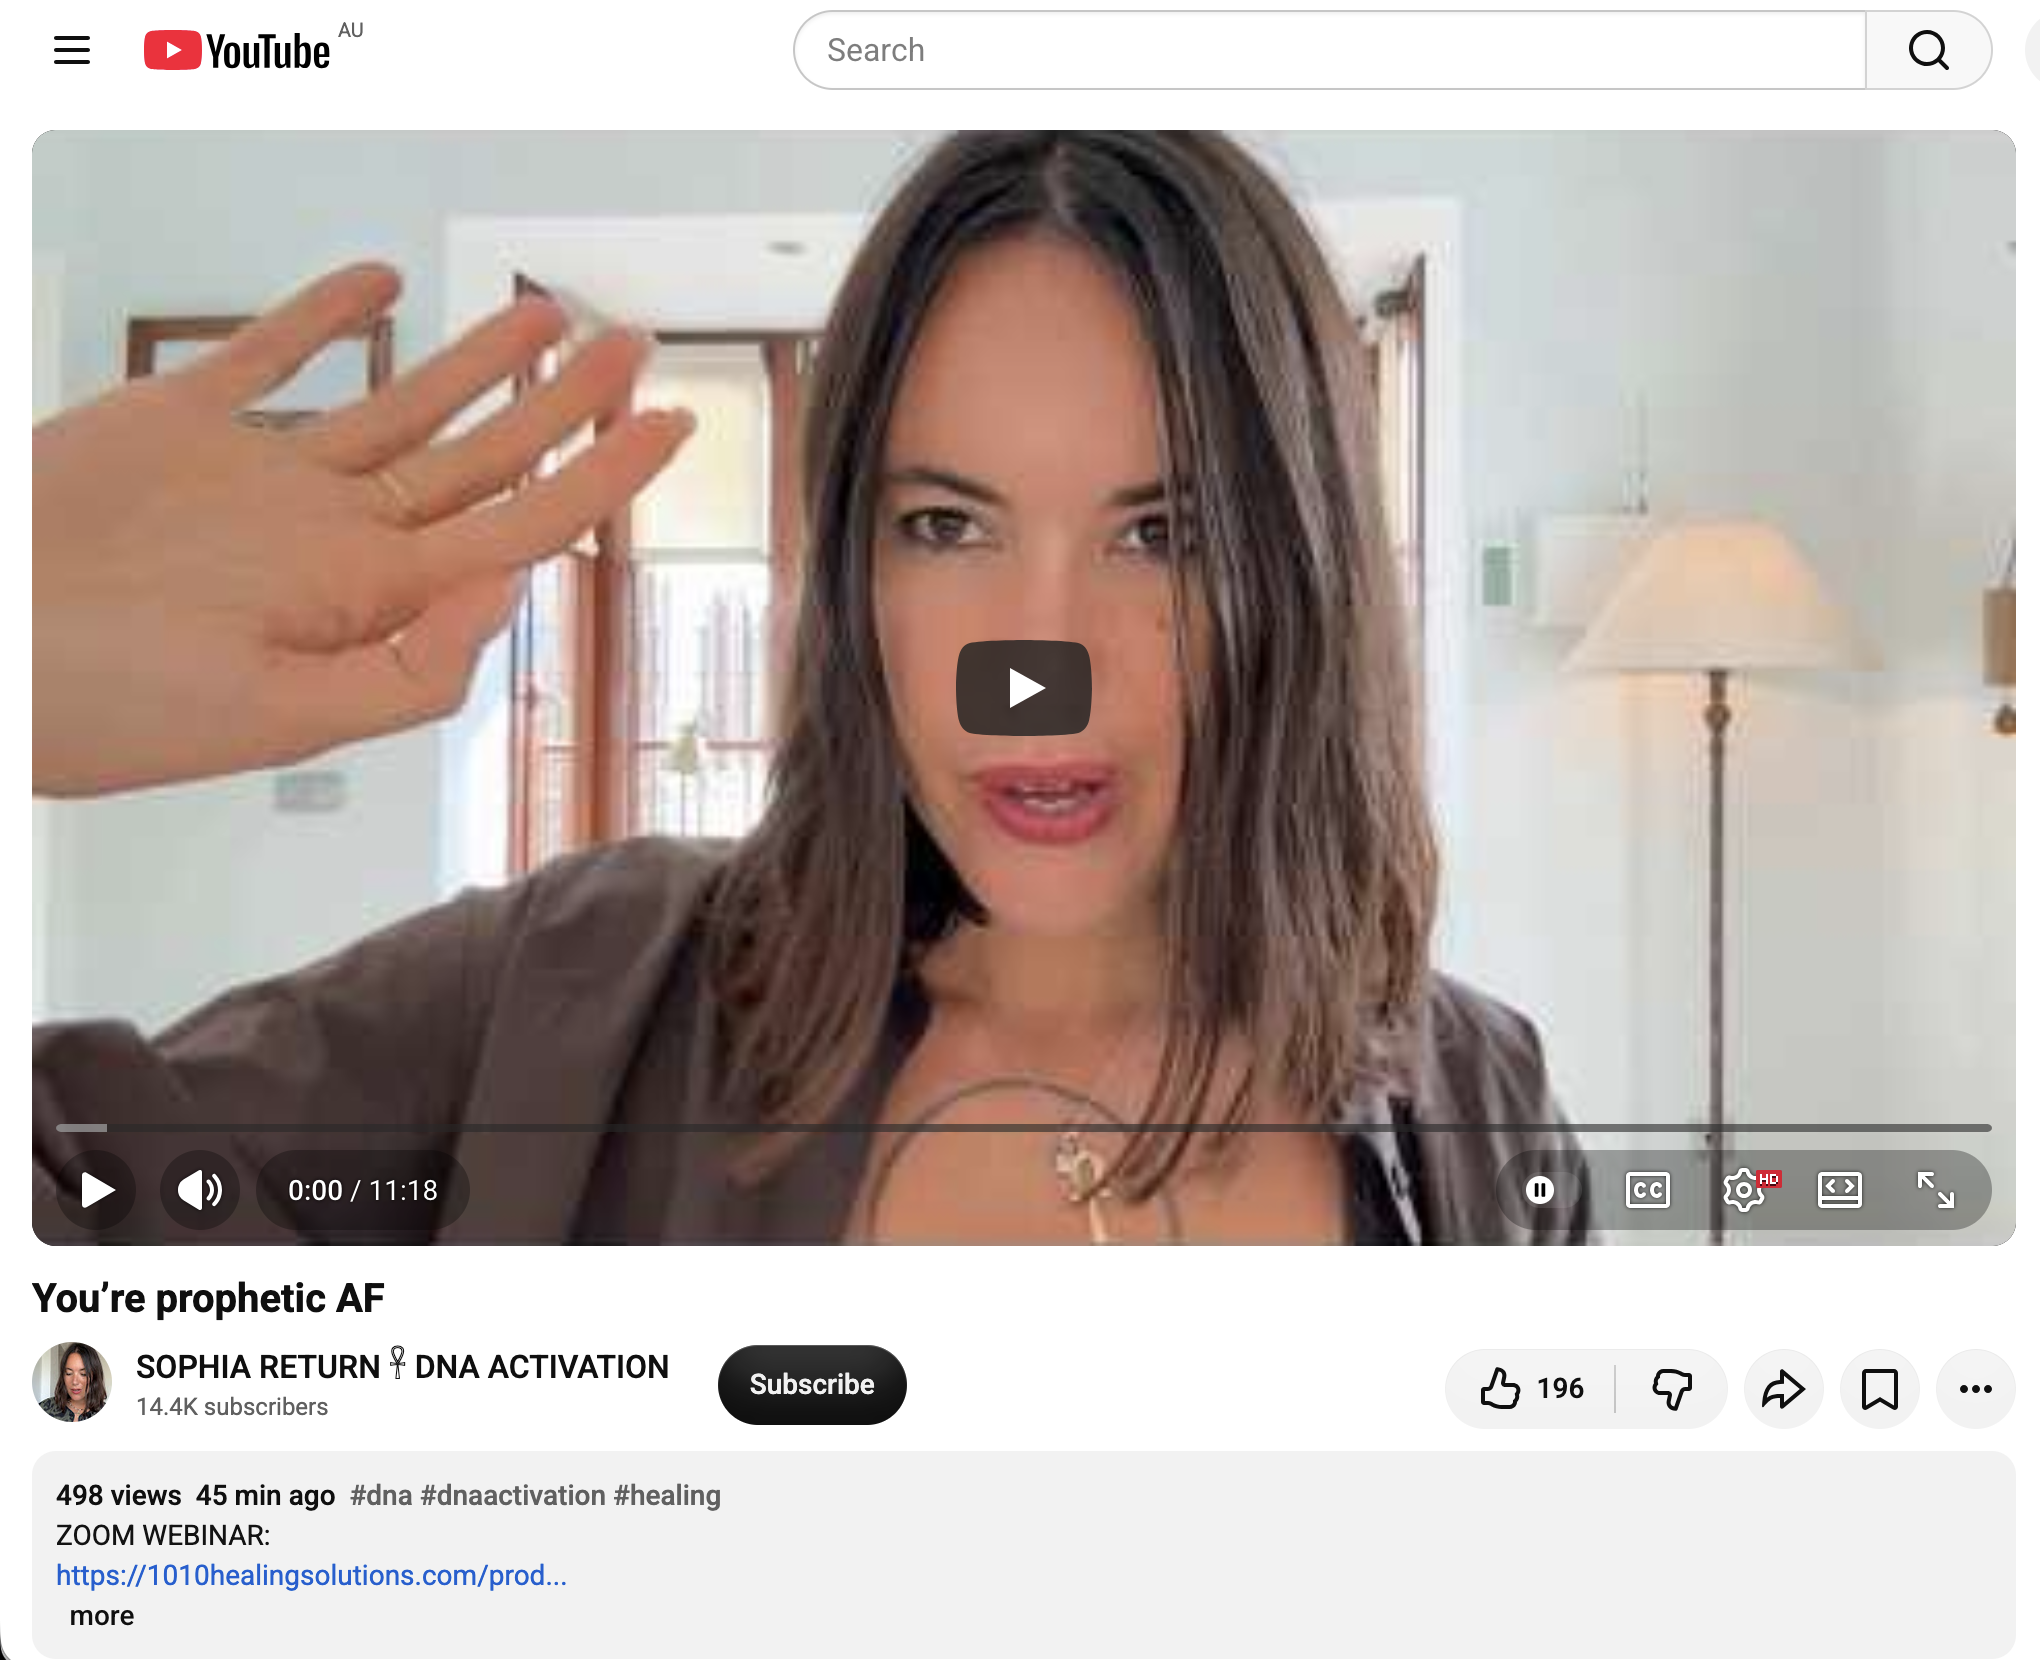 YouTube AU
Search
0:00 / 11:18
CC
HD
You’re prophetic AF
SOPHIA RETURN ☥ DNA ACTIVATION
14.4K subscribers
Subscribe
196
498 views 45 min ago #dna #dnaactivation #healing
ZOOM WEBINAR:
https://1010healingsolutions.com/prod...
more